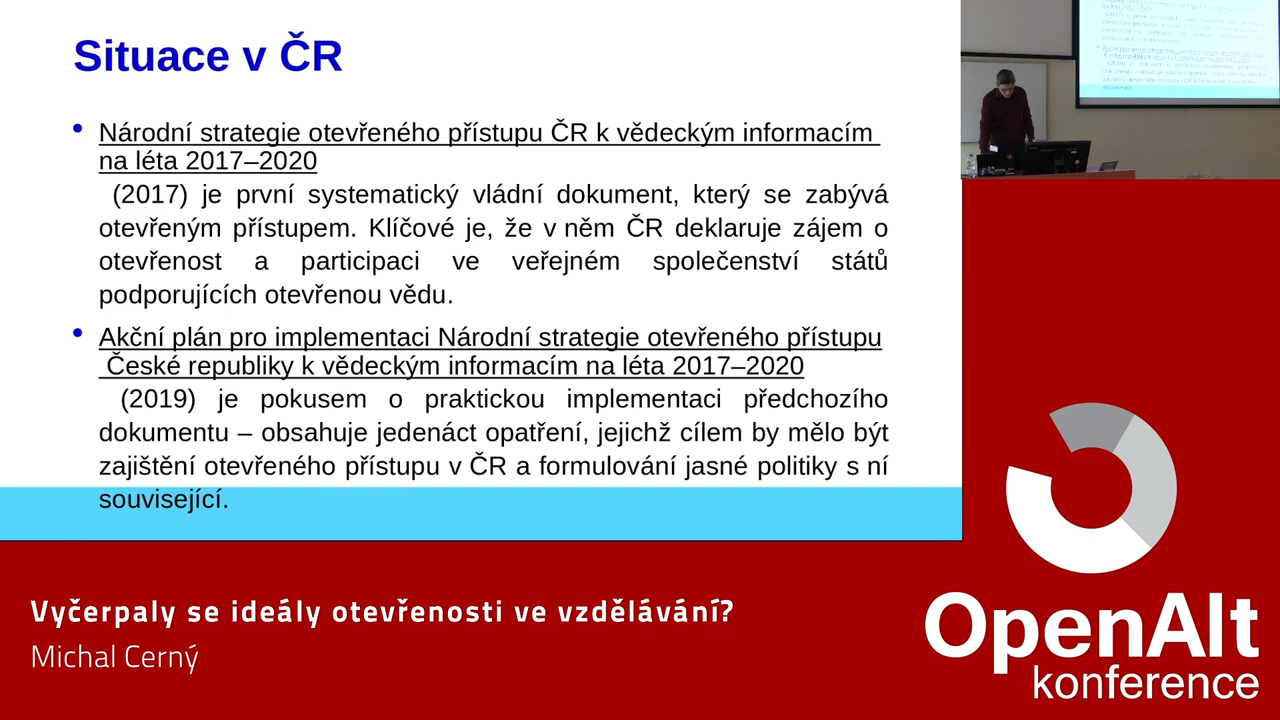 Situace v ČR
Národní strategie otevřeného přístupu ČR k vědeckým informacím
na léta 2017–2020
(2017) je první systematický vládní dokument, který se zabývá
otevřeným přístupem. Klíčové je, že v něm ČR deklaruje zájem o
otevřenost a participaci ve veřejném společenství států
podporujících otevřenou vědu.
Akční plán pro implementaci Národní strategie otevřeného přístupu
České republiky k vědeckým informacím na léta 2017–2020
(2019) je pokusem o praktickou implementaci předchozího
dokumentu – obsahuje jedenáct opatření, jejichž cílem by mělo být
zajištění otevřeného přístupu v ČR a formulování jasné politiky s ní
související.
Vyčerpaly se ideály otevřenosti ve vzdělávání?
Michal Cerný
OpenAlt
konference